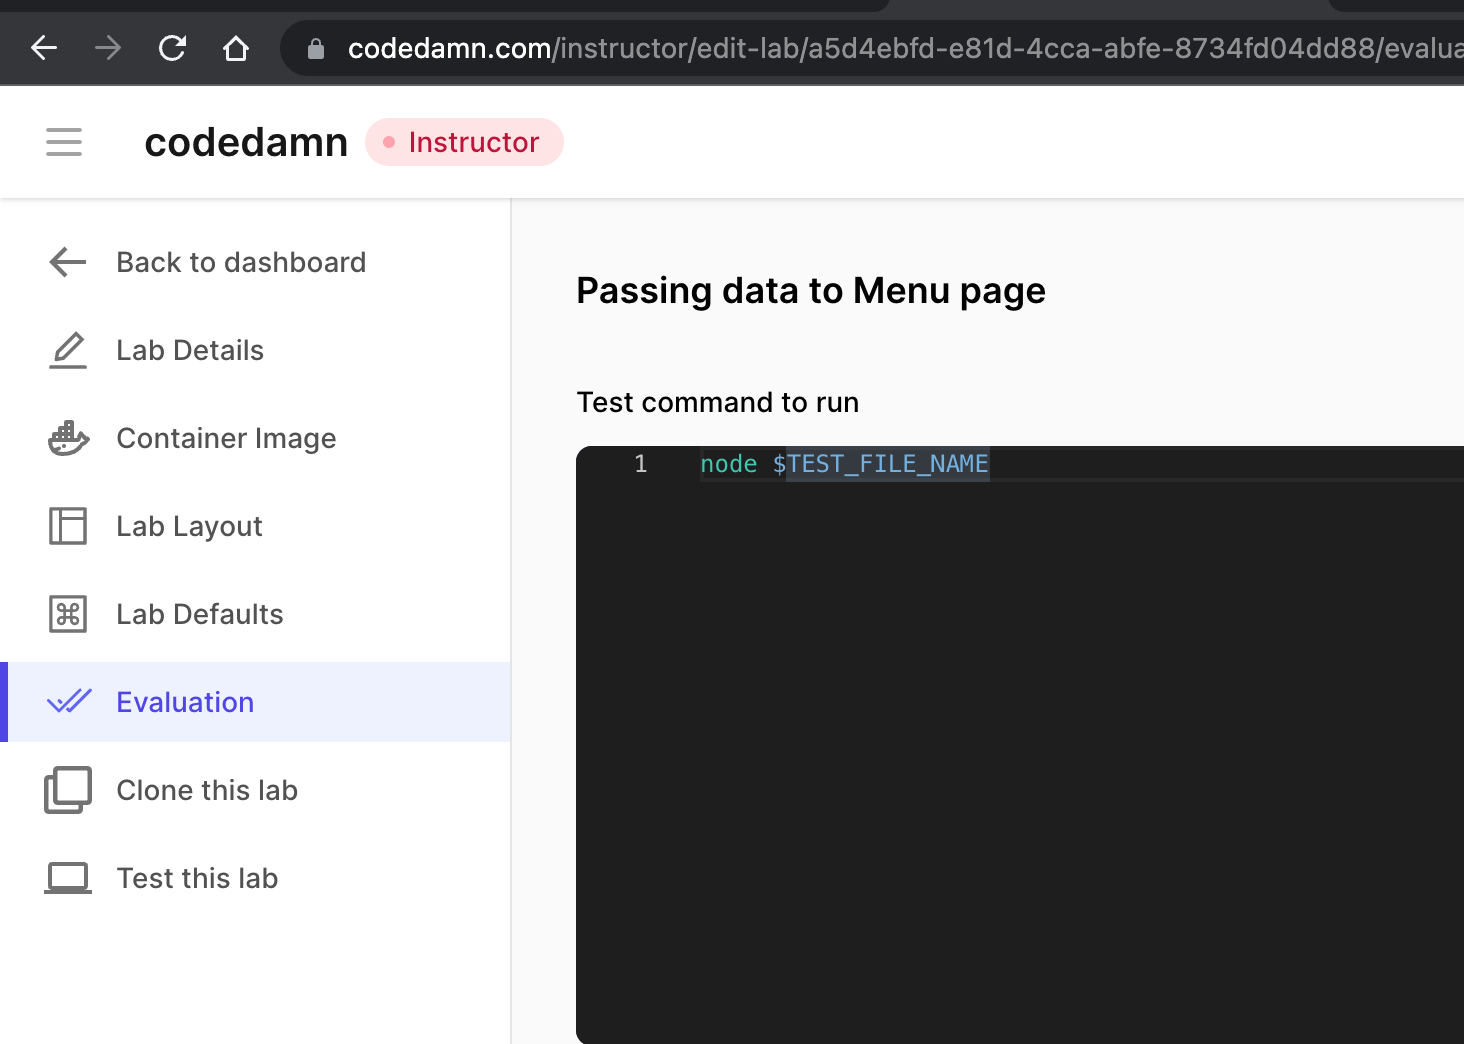 codedamn.com/instructor/edit-lab/a5d4ebfd-e81d-4cca-abfe-8734fd04dd88/evalua
codedamn Instructor
Back to dashboard
Lab Details
Container Image
Lab Layout
Lab Defaults
Evaluation
Clone this lab
Test this lab
Passing data to Menu page
Test command to run
1 node $TEST_FILE_NAME